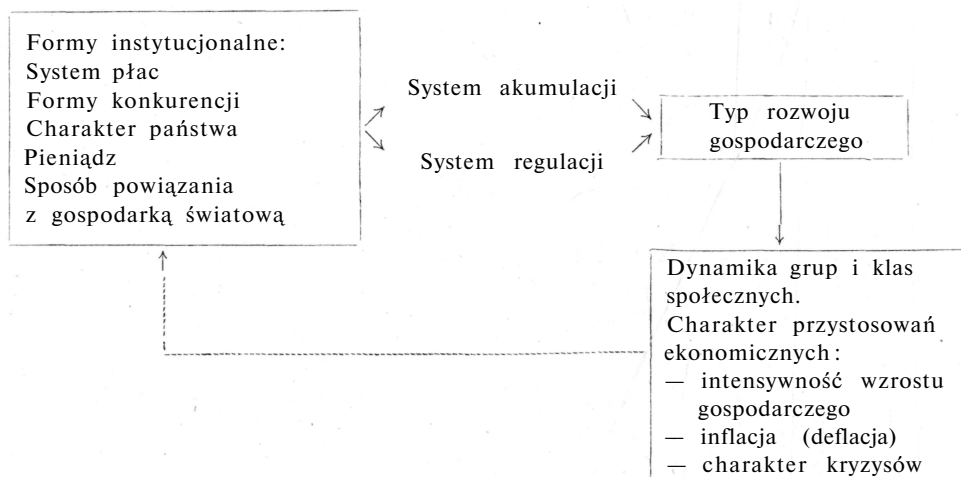 Formy instytucjonalne:
System płac
Formy konkurencji
Charakter państwa
Pieniądz
Sposób powiązania
z gospodarką światową
System akumulacji
System regulacji
Typ rozwoju
gospodarczego
Dynamika grup i klas
społecznych.
Charakter przystosowań
ekonomicznych:
— intensywność wzrostu
gospodarczego
— inflacja (deflacja)
— charakter kryzysów